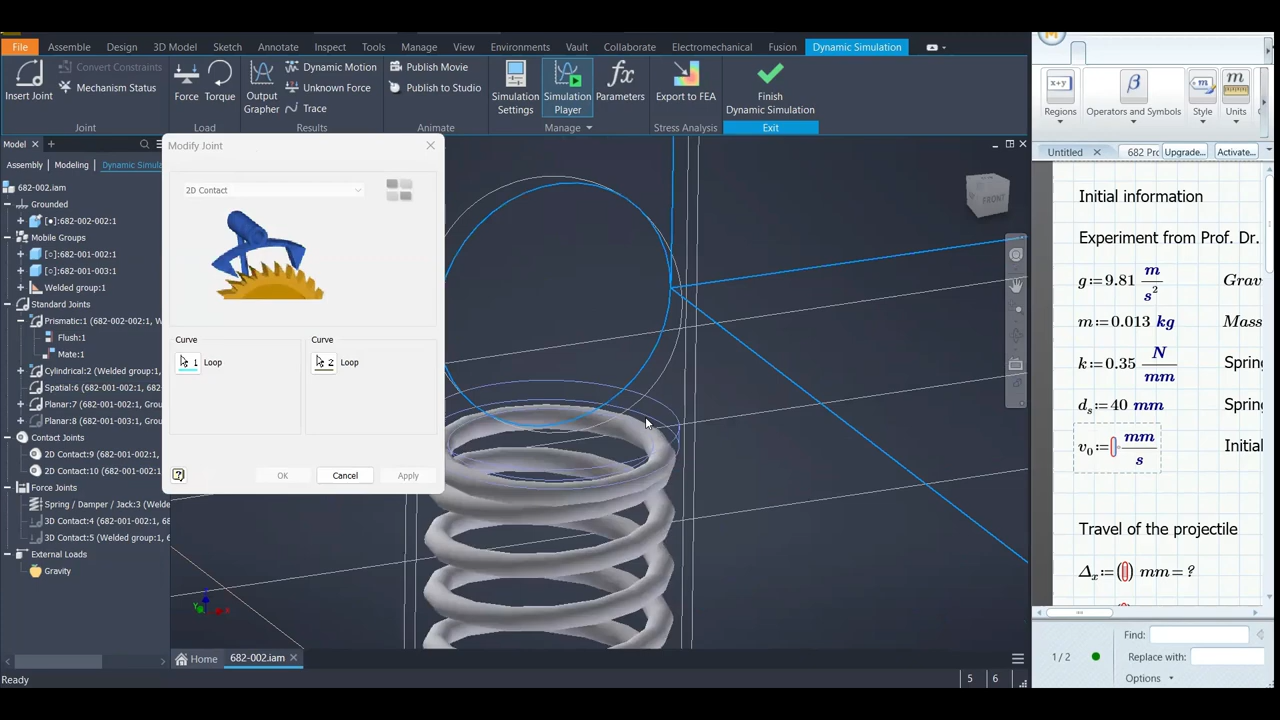 File
Assembly
Design
3D Model
Sketch
Annotate
Inspect
Tools
Manage
View
Environments
Vault
Collaborate
Electromechanical
Fusion
Dynamic Simulation
Insert Joint
Convert Constraints
Mechanism Status
Force
Torque
Output
Grapher
Dynamic Motion
Unknown Force
Trace
Publish Movie
Publish to Studio
Simulation
Settings
Simulation
Player
fx
Parameters
Export to FEA
Finish
Dynamic Simulation
Joint
Load
Results
Animate
Manage
Stress Analysis
Exit
Model
Assembly
Modeling
Dynamic Simula
682-002.iam
Grounded
[●]:682-002-002:1
Mobile Groups
[○]:682-001-002:1
[○]:682-001-003:1
Welded group:1
Standard Joints
Prismatic:1 (682-002-002:1, W
Flush:1
Mate:1
Cylindrical:2 (Welded group:1,
Spatial:6 (682-001-002:1, 682-
Planar:7 (682-001-002:1, Grou
Planar:8 (682-001-003:1, Grou
Contact Joints
2D Contact:9 (682-001-002:1,
2D Contact:10 (682-001-002:1
Force Joints
Spring / Damper / Jack:3 (Welde
3D Contact:4 (682-001-002:1, 6
3D Contact:5 (Welded group:1,
External Loads
Gravity
Modify Joint
2D Contact
Curve
1 Loop
Curve
2 Loop
OK
Cancel
Apply
FRONT
Home
682-002.iam
Ready
5 6
Regions
β
Operators and Symbols
Style
m
Units
Untitled
682 Pro
Upgrade...
Activate...
Initial information
Experiment from Prof. Dr.
g:=9.81 m/s² Grav
m:=0.013 kg Mass
k:=0.35 N/mm Spring
dₛ:=40 mm Spring
v₀:= mm/s Initial
Travel of the projectile
Δₓ:=() mm=?
1 / 2
Find:
Replace with:
Options